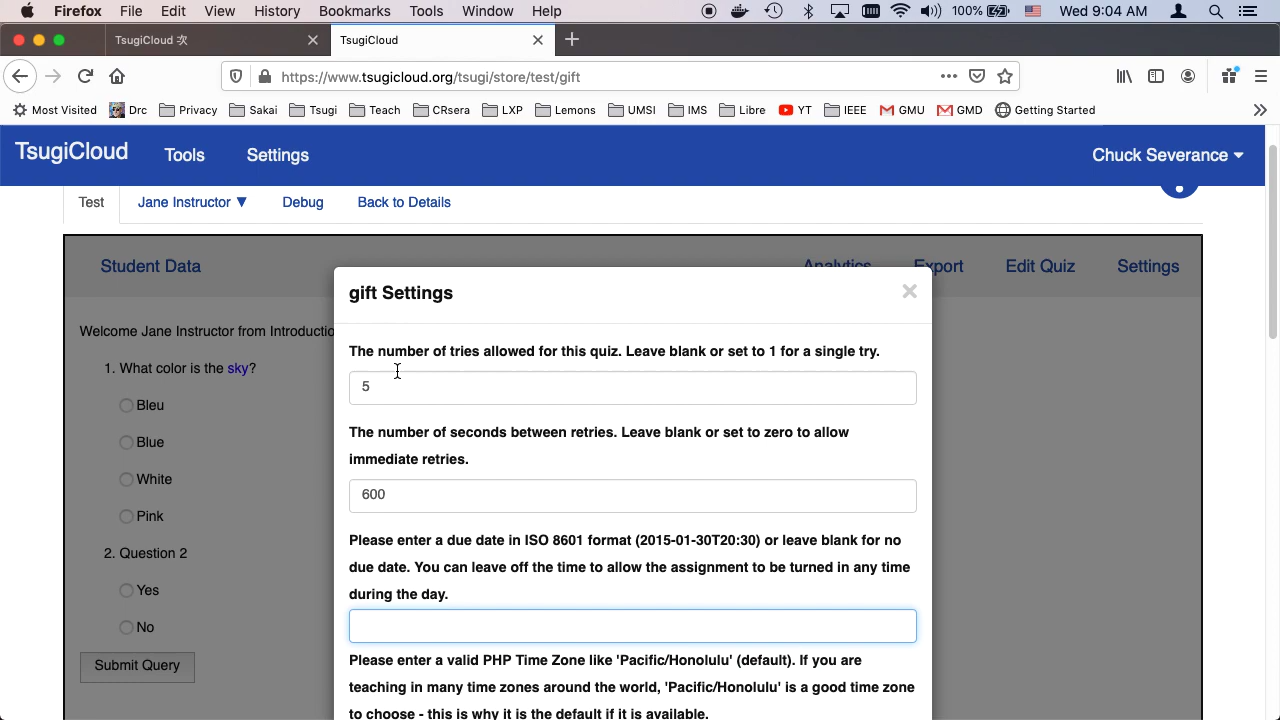 Firefox File Edit View History Bookmarks Tools Window Help 100% Wed 9:04 AM
TsugiCloud 次 TsugiCloud
https://www.tsugicloud.org/tsugi/store/test/gift
Most Visited Drc Privacy Sakai Tsugi Teach CRsera LXP Lemons UMSI IMS Libre YT IEEE GMU GMD Getting Started
TsugiCloud Tools Settings Chuck Severance
Test Jane Instructor ▼ Debug Back to Details
Student Data Analytics Export Edit Quiz Settings
gift Settings
Welcome Jane Instructor from Introductio
The number of tries allowed for this quiz. Leave blank or set to 1 for a single try.
1. What color is the sky?
5
Bleu
The number of seconds between retries. Leave blank or set to zero to allow
Blue
immediate retries.
White
600
Pink
Please enter a due date in ISO 8601 format (2015-01-30T20:30) or leave blank for no
2. Question 2
due date. You can leave off the time to allow the assignment to be turned in any time
Yes
during the day.
No
Please enter a valid PHP Time Zone like 'Pacific/Honolulu' (default). If you are
Submit Query
teaching in many time zones around the world, 'Pacific/Honolulu' is a good time zone
to choose - this is why it is the default if it is available.